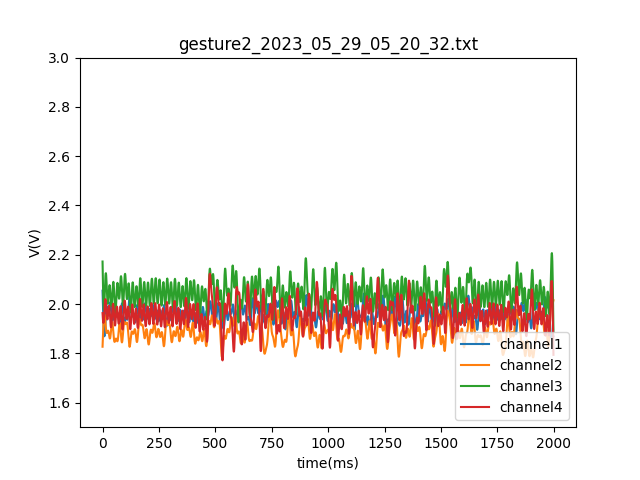 gesture2_2023_05_29_05_20_32.txt
3.0
2.8
2.6
2.4
2.2
2.0
1.8
1.6
V(V)
channel1
channel2
channel3
channel4
0 250 500 750 1000 1250 1500 1750 2000
time(ms)